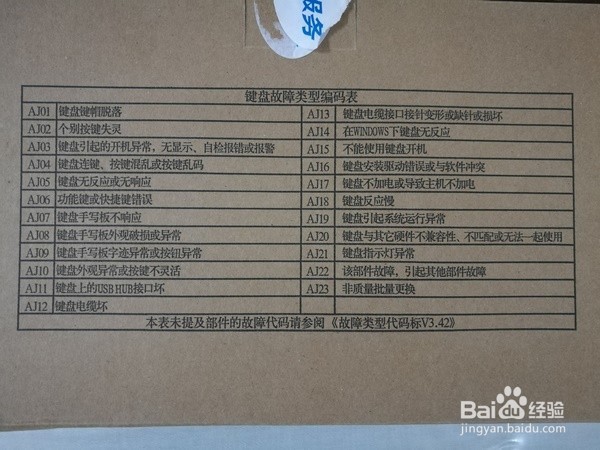 服务
键盘故障类型编码表
AJ01 键盘键帽脱落 AJ13 键盘电缆接口接针变形或缺针或损坏
AJ02 个别按键失灵 AJ14 在WINDOWS下键盘无反应
AJ03 键盘引起的开机异常，无显示、自检报错或报警 AJ15 不能使用键盘开机
AJ04 键盘连键、按键混乱或按键乱码 AJ16 键盘安装驱动错误或与软件冲突
AJ05 键盘无反应或无响应 AJ17 键盘不加电或导致主机不加电
AJ06 功能键或快捷键错误 AJ18 键盘反应慢
AJ07 键盘手写板不响应 AJ19 键盘引起系统运行异常
AJ08 键盘手写板外观破损或异常 AJ20 键盘与其它硬件不兼容性、不匹配或无法一起使用
AJ09 键盘手写板字迹异常或按钮异常 AJ21 键盘指示灯异常
AJ10 键盘外观异常或按键不灵活 AJ22 该部件故障，引起其他部件故障
AJ11 键盘上的USB HUB接口坏 AJ23 非质量批量更换
AJ12 键盘电缆坏
本表未提及部件的故障代码请参阅《故障类型代码标V3.42》
Baidu经验
jingyan.baidu.com